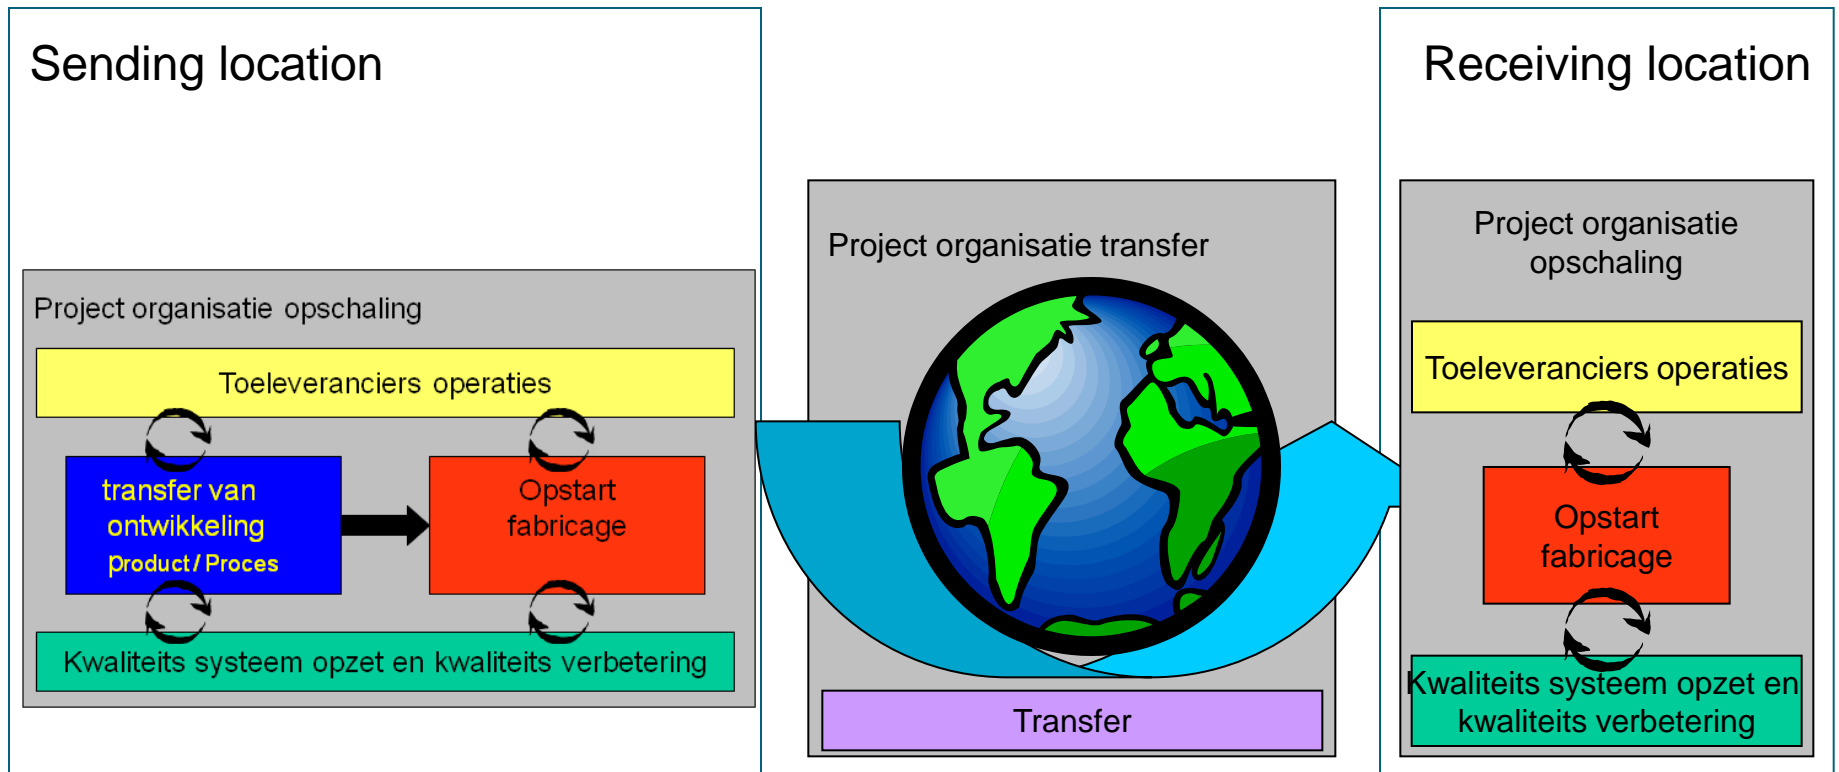 Sending location
Project organisatie opschaling
Toeleveranciers operaties
transfer van
ontwikkeling
product / Proces
Opstart
fabricage
Kwaliteits systeem opzet en kwaliteits verbetering
Project organisatie transfer
Transfer
Receiving location
Project organisatie
opschaling
Toeleveranciers operaties
Opstart
fabricage
Kwaliteits systeem opzet en
kwaliteits verbetering